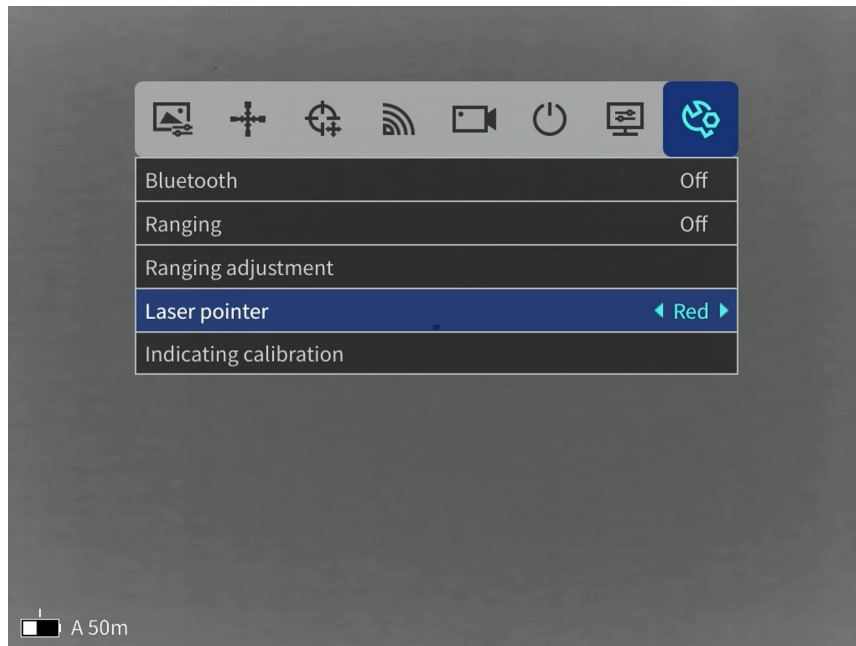 Bluetooth Off
Ranging Off
Ranging adjustment
Laser pointer Red
Indicating calibration
A 50m